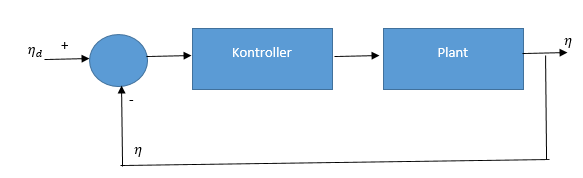 η_d
+
Kontroller
Plant
η
-
η